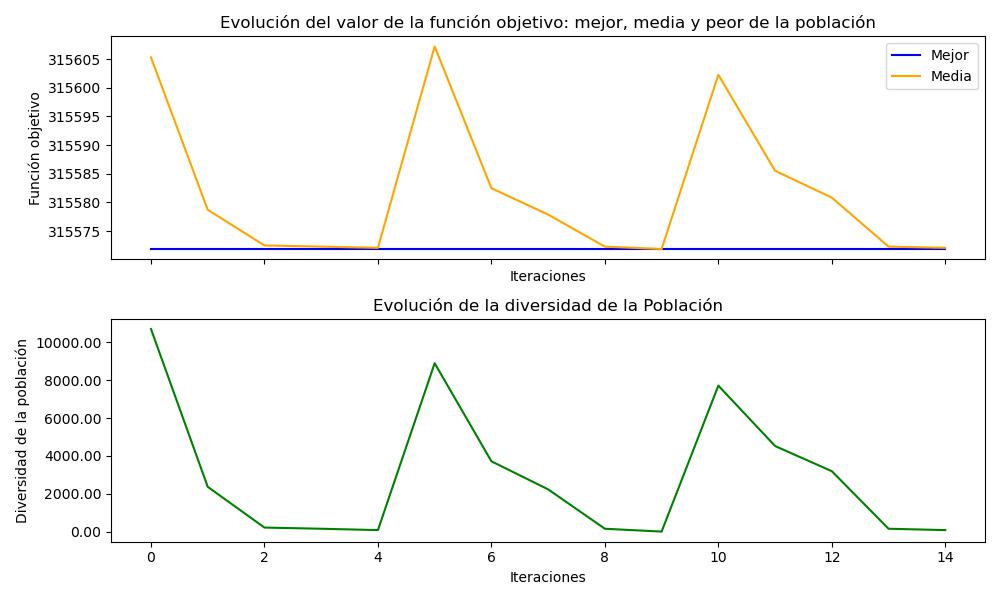 Evolución del valor de la función objetivo: mejor, media y peor de la población
Función objetivo
315605
315600
315595
315590
315585
315580
315575
Mejor
Media
Iteraciones
Evolución de la diversidad de la Población
Diversidad de la población
10000.00
8000.00
6000.00
4000.00
2000.00
0.00
0 2 4 6 8 10 12 14
Iteraciones